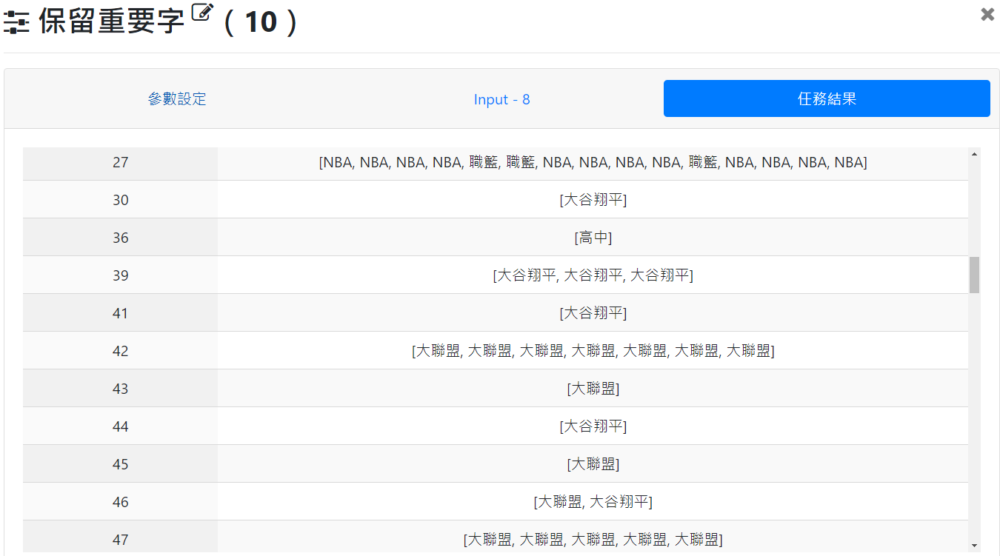 保留重要字 ( 10 )
參數設定 Input - 8 任務結果
27 [NBA, NBA, NBA, NBA, 職籃, 職籃, NBA, NBA, NBA, NBA, 職籃, NBA, NBA, NBA, NBA]
30 [大谷翔平]
36 [高中]
39 [大谷翔平, 大谷翔平, 大谷翔平]
41 [大谷翔平]
42 [大聯盟, 大聯盟, 大聯盟, 大聯盟, 大聯盟, 大聯盟, 大聯盟]
43 [大聯盟]
44 [大谷翔平]
45 [大聯盟]
46 [大聯盟, 大谷翔平]
47 [大聯盟, 大聯盟, 大聯盟, 大聯盟, 大聯盟]